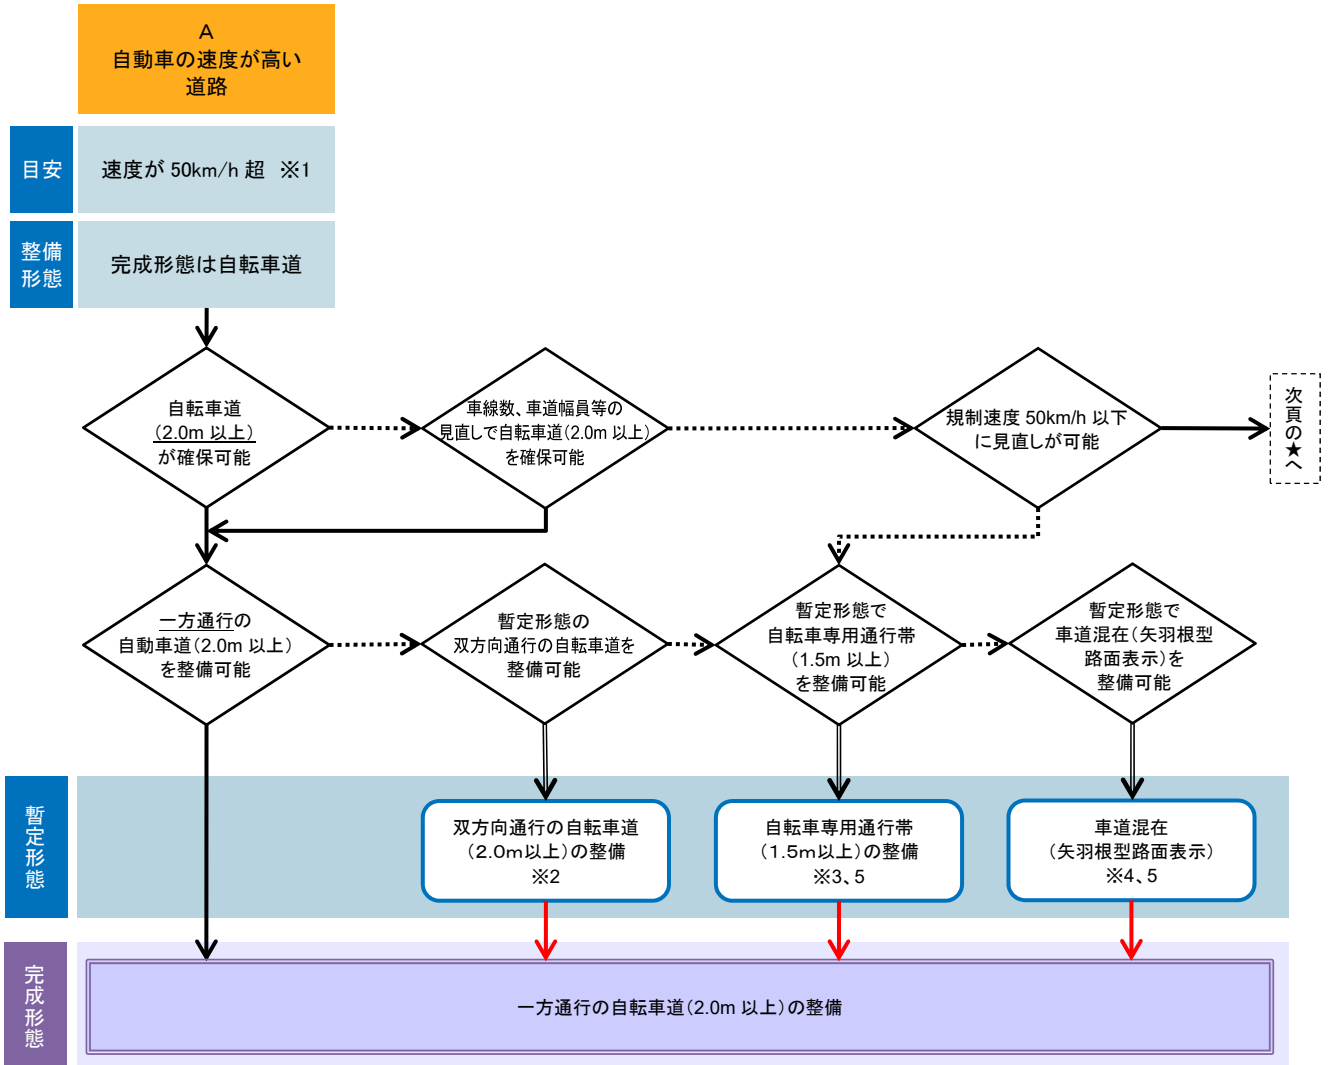 A
自動車の速度が高い
道路
目安
速度が 50km/h 超 ※1
整備
形態
完成形態は自転車道
自転車道
(2.0m 以上)
が確保可能
車線数、車道幅員等の
見直しで自転車道(2.0m 以上)
を確保可能
規制速度 50km/h 以下
に見直しが可能
次頁の★へ
一方通行の
自動車道(2.0m 以上)
を整備可能
暫定形態の
双方向通行の自転車道を
整備可能
暫定形態で
自転車専用通行帯
(1.5m 以上)
を整備可能
暫定形態で
車道混在(矢羽根型
路面表示)を
整備可能
暫定形態
双方向通行の自転車道
(2.0m以上)の整備
※2
自転車専用通行帯
(1.5m以上)の整備
※3、5
車道混在
(矢羽根型路面表示)
※4、5
完成形態
一方通行の自転車道(2.0m 以上)の整備